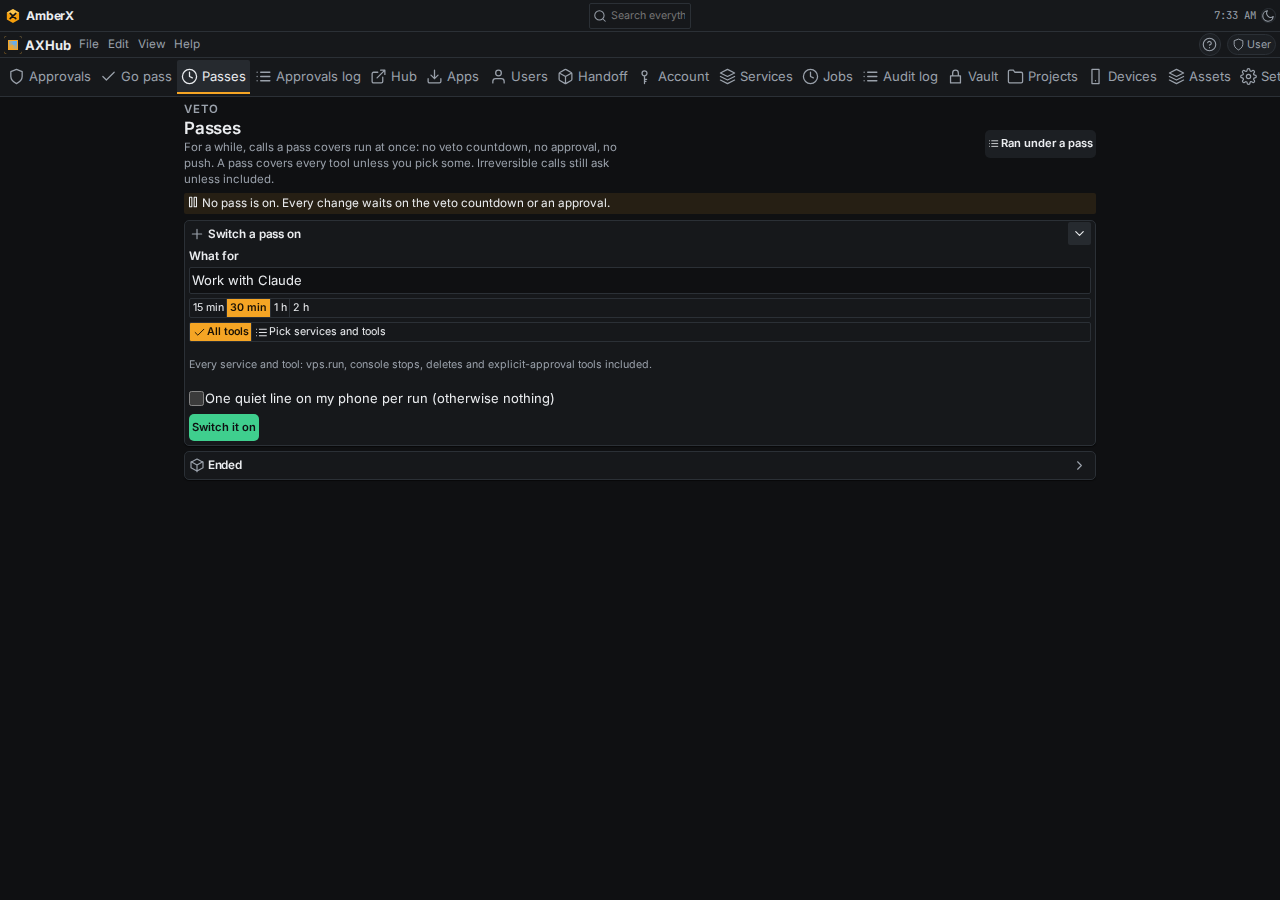 AmberX
Search everyth
7:33 AM
AXHub
File
Edit
View
Help
User
Approvals
Go pass
Passes
Approvals log
Hub
Apps
Users
Handoff
Account
Services
Jobs
Audit log
Vault
Projects
Devices
Assets
Set
VETO
Passes
For a while, calls a pass covers run at once: no veto countdown, no approval, no
push. A pass covers every tool unless you pick some. Irreversible calls still ask
unless included.
Ran under a pass
No pass is on. Every change waits on the veto countdown or an approval.
Switch a pass on
What for
Work with Claude
15 min 30 min 1 h 2 h
All tools Pick services and tools
Every service and tool: vps.run, console stops, deletes and explicit-approval tools included.
One quiet line on my phone per run (otherwise nothing)
Switch it on
Ended